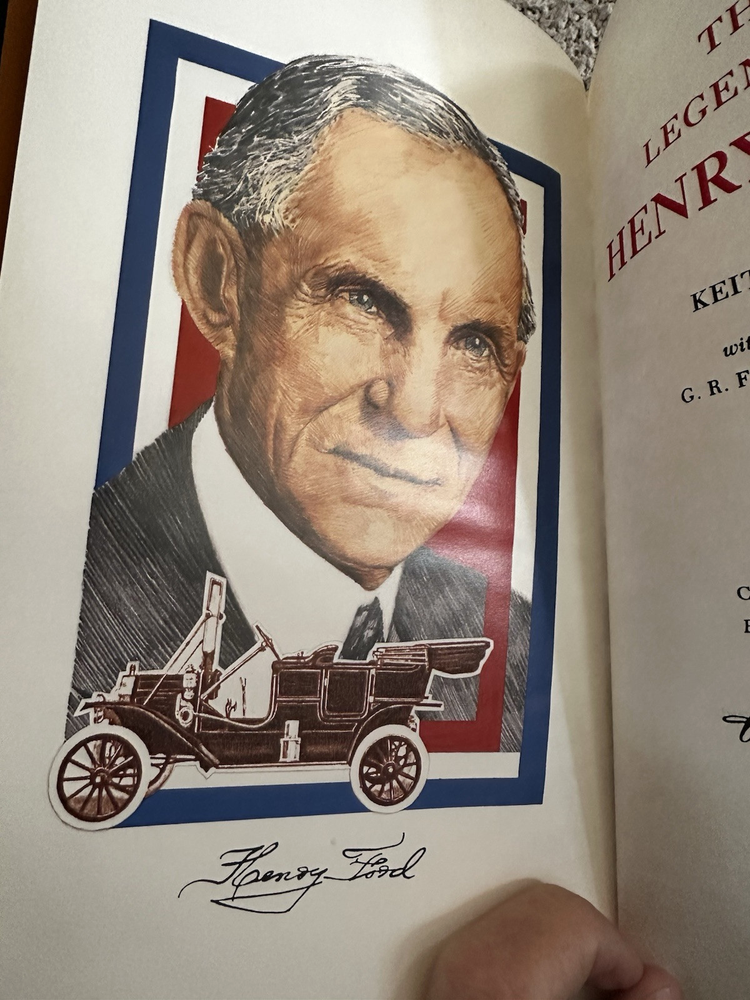 Henry Ford
TH
LEGEN
HENRY
KEIT
wit
G. R. F
C